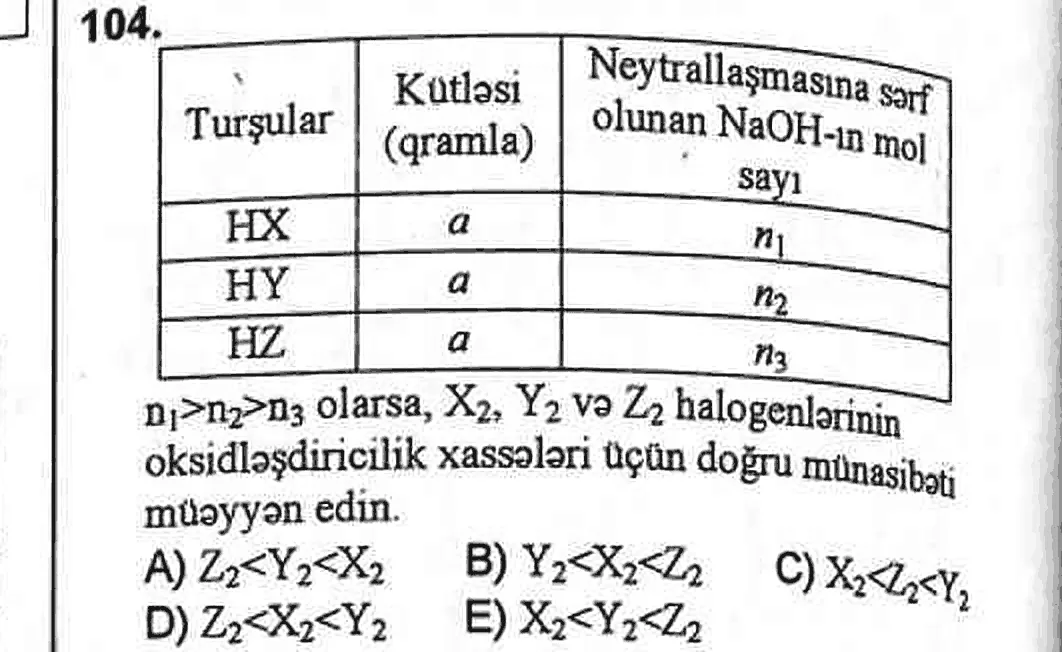 104.
Turşular | Kütləsi (qramla) | Neytrallaşmasına sərf olunan NaOH-ın mol sayı
HX | a | n₁
HY | a | n₂
HZ | a | n₃
n₁>n₂>n₃ olarsa, X₂, Y₂ və Z₂ halogenlərinin
oksidləşdiricilik xassələri üçün doğru münasibəti
müəyyən edin.
A) Z₂<Y₂<X₂ B) Y₂<X₂<Z₂ C) X₂<Z₂<Y₂
D) Z₂<X₂<Y₂ E) X₂<Y₂<Z₂